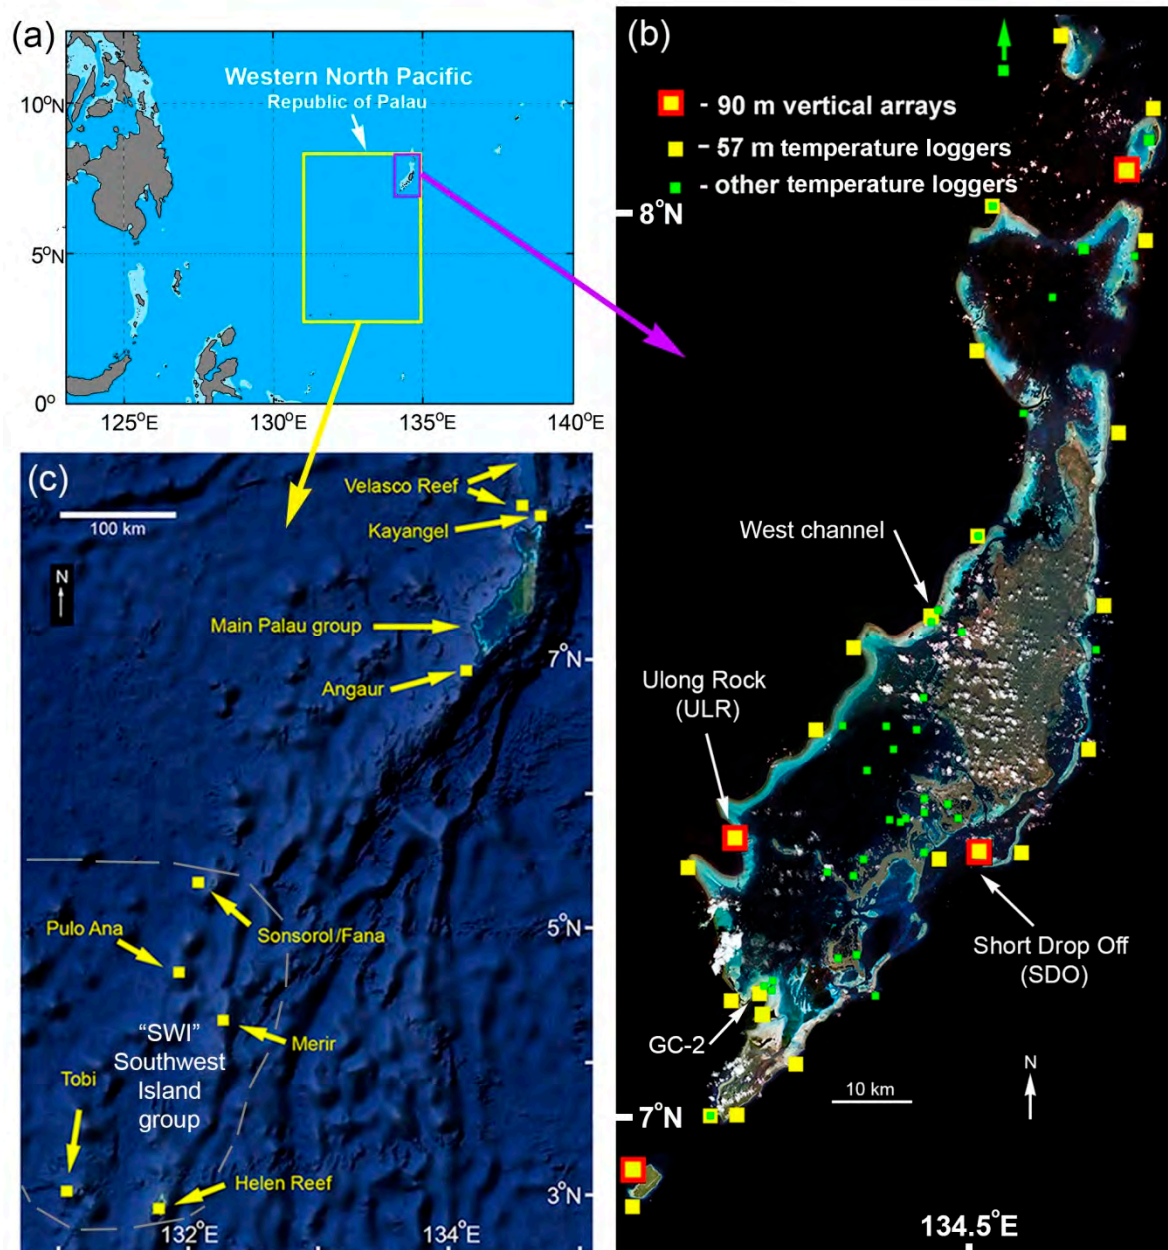 (a)
Western North Pacific
Republic of Palau
10°N
5°N
0°
125°E
130°E
135°E
140°E
(b)
- 90 m vertical arrays
- 57 m temperature loggers
- other temperature loggers
8°N
West channel
Ulong Rock
(ULR)
Short Drop Off
(SDO)
GC-2
10 km
N
7°N
134.5°E
(c)
100 km
N
Velasco Reef
Kayangel
Main Palau group
7°N
Angaur
Pulo Ana
Sonsorol/Fana
5°N
"SWI"
Southwest
Island
group
Merir
Tobi
Helen Reef
3°N
132°E
134°E